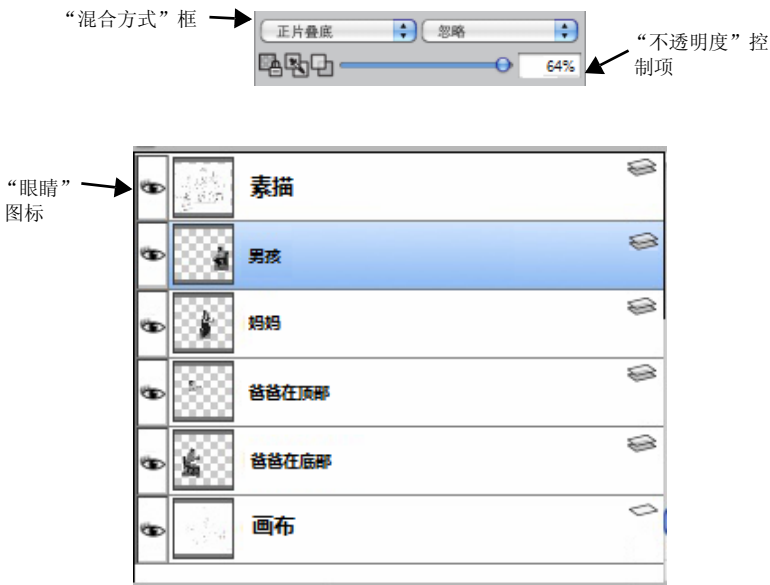 “混合方式”框
正片叠底
忽略
64%
“不透明度”控
制项
“眼睛”
图标
素描
男孩
妈妈
爸爸在顶部
爸爸在底部
画布